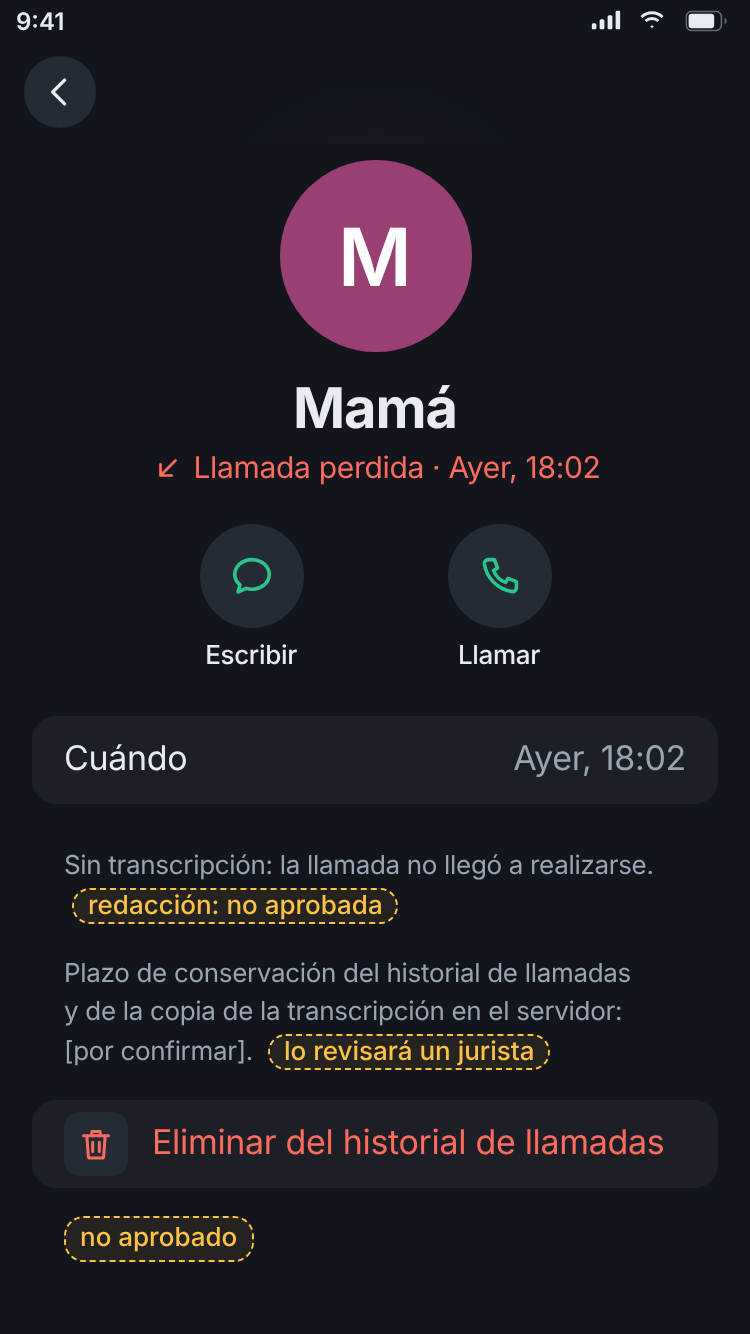 9:41
M
Mamá
Llamada perdida · Ayer, 18:02
Escribir
Llamar
Cuándo
Ayer, 18:02
Sin transcripción: la llamada no llegó a realizarse.
redacción: no aprobada
Plazo de conservación del historial de llamadas
y de la copia de la transcripción en el servidor:
[por confirmar]. lo revisará un jurista
Eliminar del historial de llamadas
no aprobado